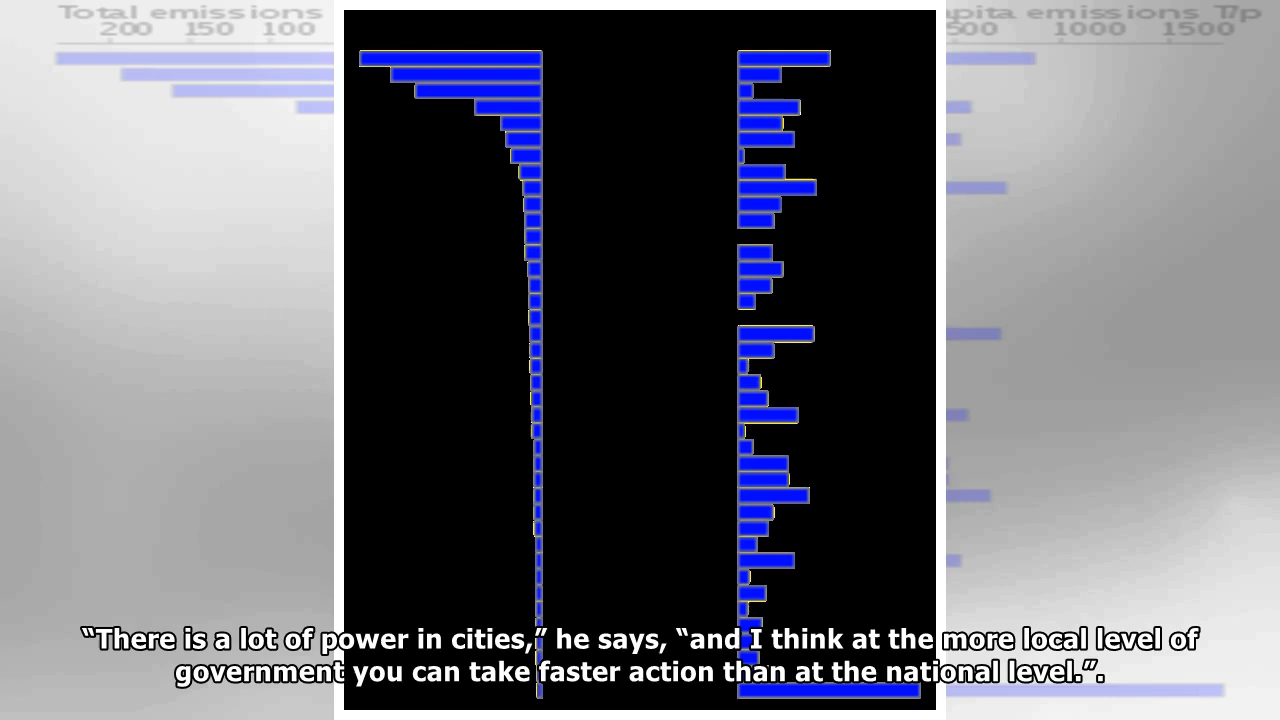 Total emissions
200 150 100
apita emissions T/p
500 1000 1500
“There is a lot of power in cities,” he says, “and I think at the more local level of
government you can take faster action than at the national level.”.